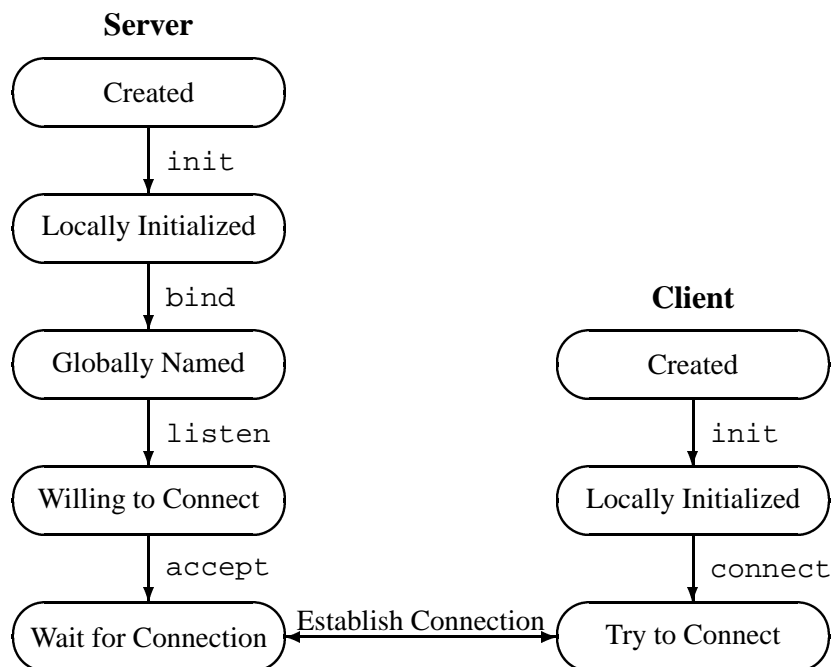 Server
Created
init
Locally Initialized
bind
Globally Named
listen
Willing to Connect
accept
Wait for Connection
Establish Connection
Client
Created
init
Locally Initialized
connect
Try to Connect